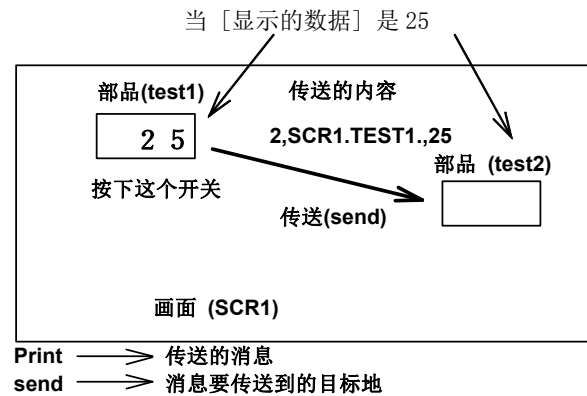 当［显示的数据］是 25
部品(test1)
传送的内容
2 5
2,SCR1.TEST1.,25
部品 (test2)
按下这个开关
传送(send)
画面 (SCR1)
Print 传送的消息
send 消息要传送到的目标地